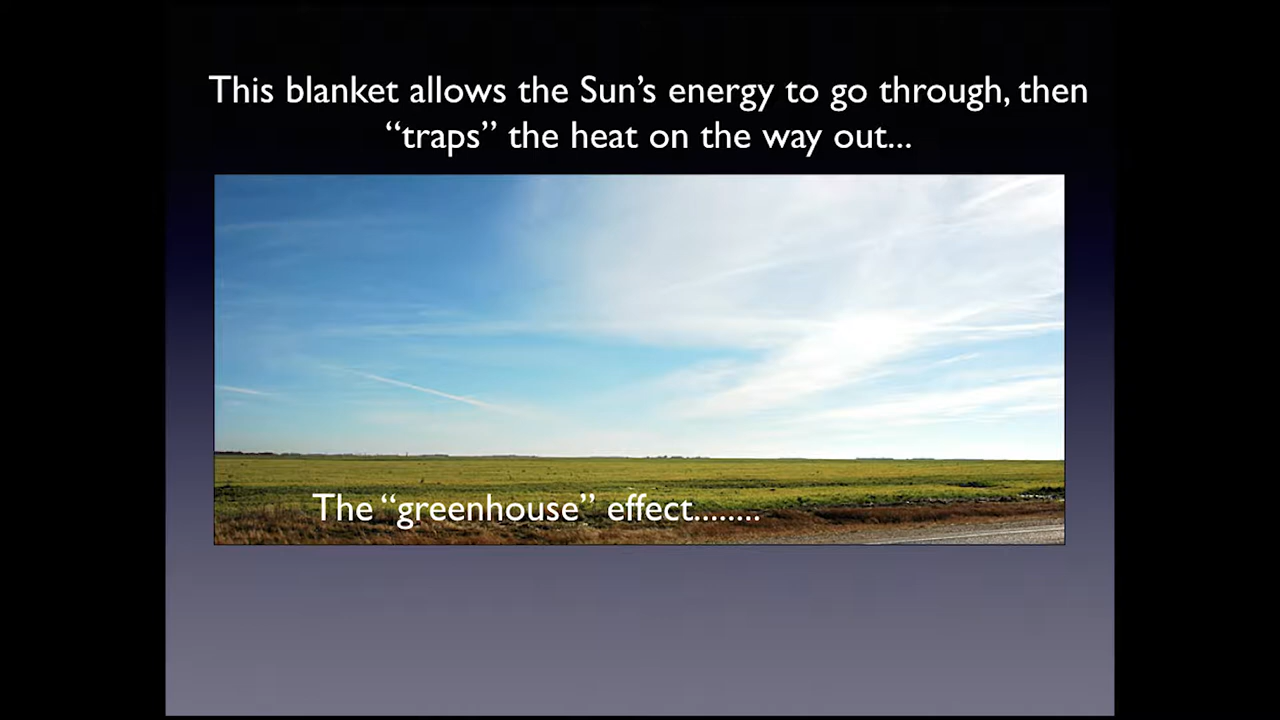 This blanket allows the Sun’s energy to go through, then
“traps” the heat on the way out...
The “greenhouse” effect........